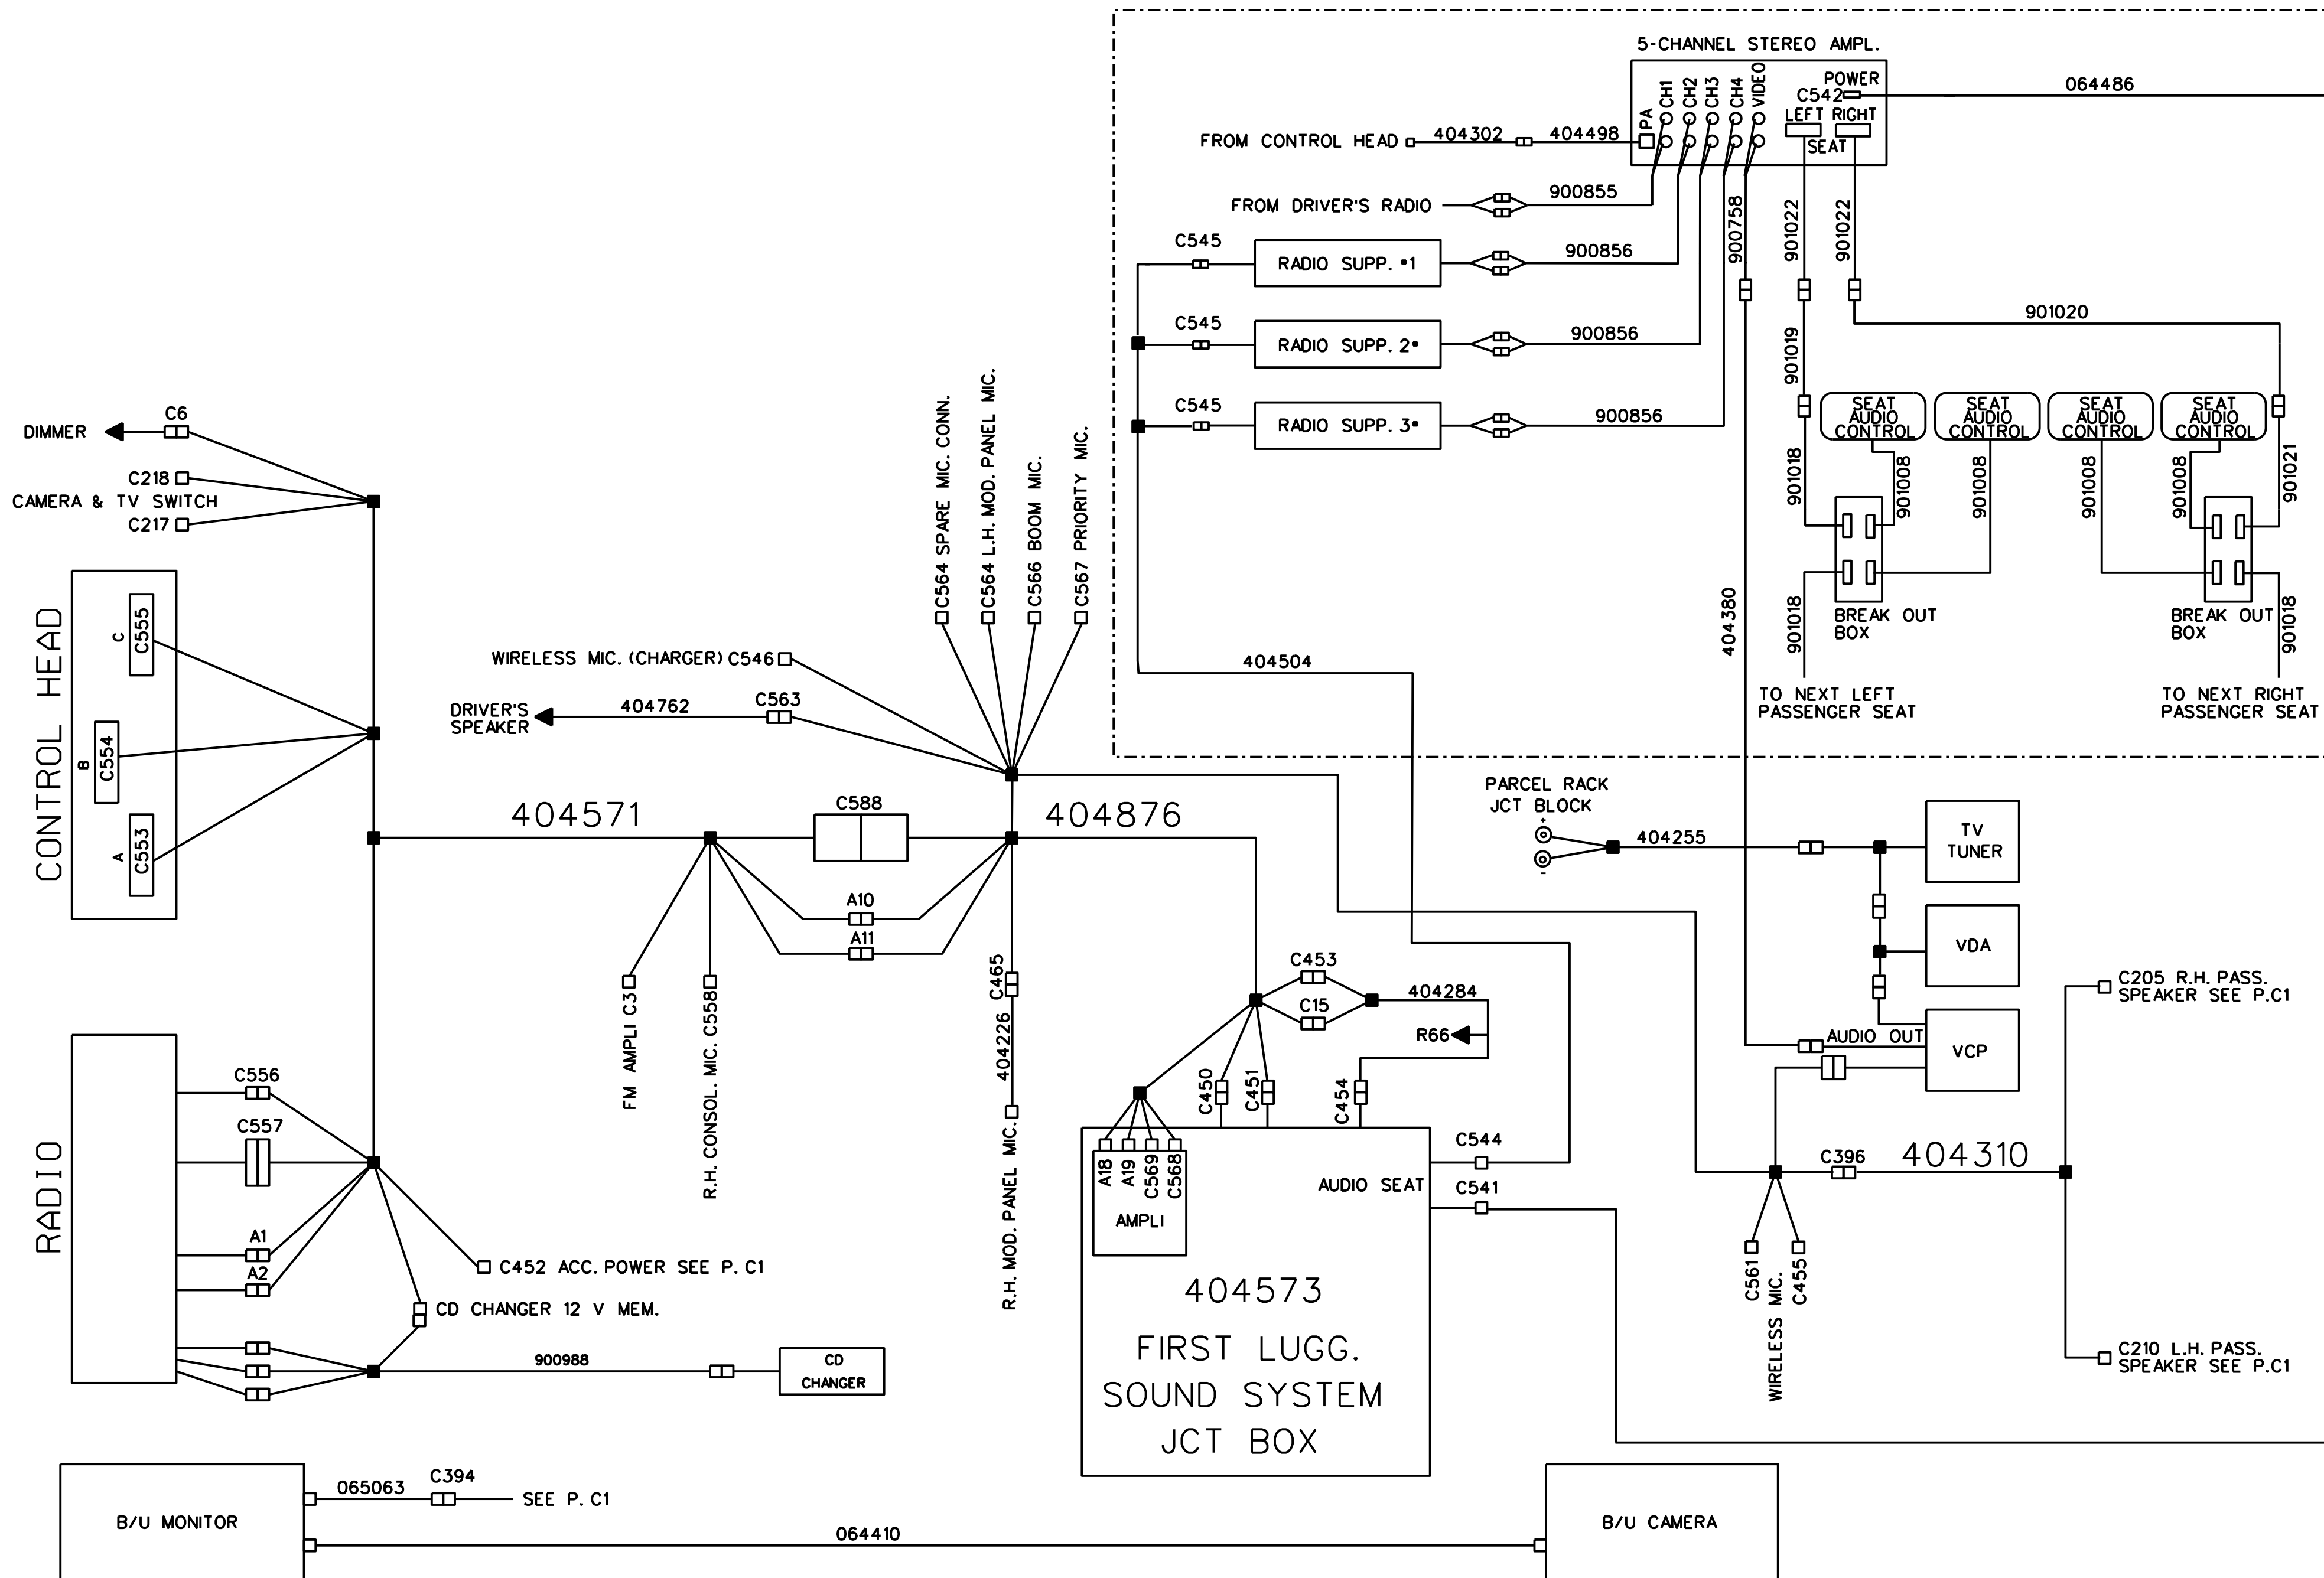 5-CHANNEL STEREO AMPL.
PA
CH1
CH2
CH3
CH4
VIDEO
POWER
C542
LEFT RIGHT
SEAT
064486
FROM CONTROL HEAD
404302
404498
FROM DRIVER'S RADIO
900855
C545
RADIO SUPP. •1
900856
C545
RADIO SUPP. 2•
900856
C545
RADIO SUPP. 3•
900856
900758
901022
901022
901020
901019
SEAT
AUDIO
CONTROL
SEAT
AUDIO
CONTROL
SEAT
AUDIO
CONTROL
SEAT
AUDIO
CONTROL
901018
901008
901008
901008
901008
901021
BREAK OUT
BOX
BREAK OUT
BOX
901018
901018
TO NEXT LEFT
PASSENGER SEAT
TO NEXT RIGHT
PASSENGER SEAT
404380
404504
DIMMER
C6
C218
CAMERA & TV SWITCH
C217
CONTROL HEAD
C
C555
B
C554
A
C553
C564 SPARE MIC. CONN.
C564 L.H. MOD. PANEL MIC.
C566 BOOM MIC.
C567 PRIORITY MIC.
WIRELESS MIC. (CHARGER) C546
DRIVER'S
SPEAKER
404762
C563
404571
C588
404876
A10
A11
FM AMPLI C3
R.H. CONSOL. MIC. C558
C465
404226
R.H. MOD. PANEL MIC.
PARCEL RACK
JCT BLOCK
+
-
404255
TV
TUNER
VDA
VCP
AUDIO OUT
C453
C15
404284
R66
C450
C451
C454
A18
A19
C569
C568
AMPLI
AUDIO SEAT
C544
C541
404573
FIRST LUGG.
SOUND SYSTEM
JCT BOX
C396
404310
C561
WIRELESS MIC.
C455
C205 R.H. PASS.
SPEAKER SEE P.C1
C210 L.H. PASS.
SPEAKER SEE P.C1
RADIO
C556
C557
A1
A2
C452 ACC. POWER SEE P. C1
CD CHANGER 12 V MEM.
900988
CD
CHANGER
B/U MONITOR
065063
C394
SEE P. C1
064410
B/U CAMERA